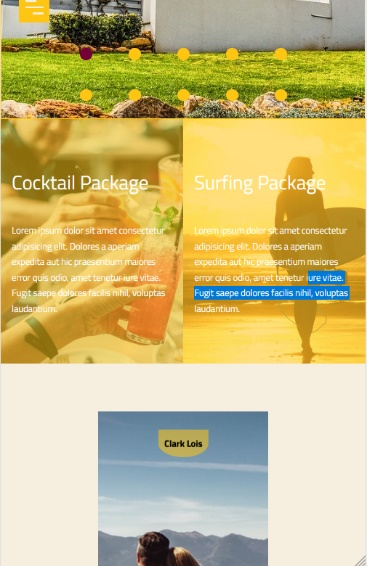 Cocktail Package
Lorem ipsum dolor sit amet consectetur
adipisicing elit. Dolores a aperiam
expedita aut hic praesentium maiores
error quis odio, amet tenetur iure vitae.
Fugit saepe dolores facilis nihil, voluptas
laudantium.
Surfing Package
Lorem ipsum dolor sit amet consectetur
adipisicing elit. Dolores a aperiam
expedita aut hic praesentium maiores
error quis odio, amet tenetur iure vitae.
Fugit saepe dolores facilis nihil, voluptas
laudantium.
Clark Lois